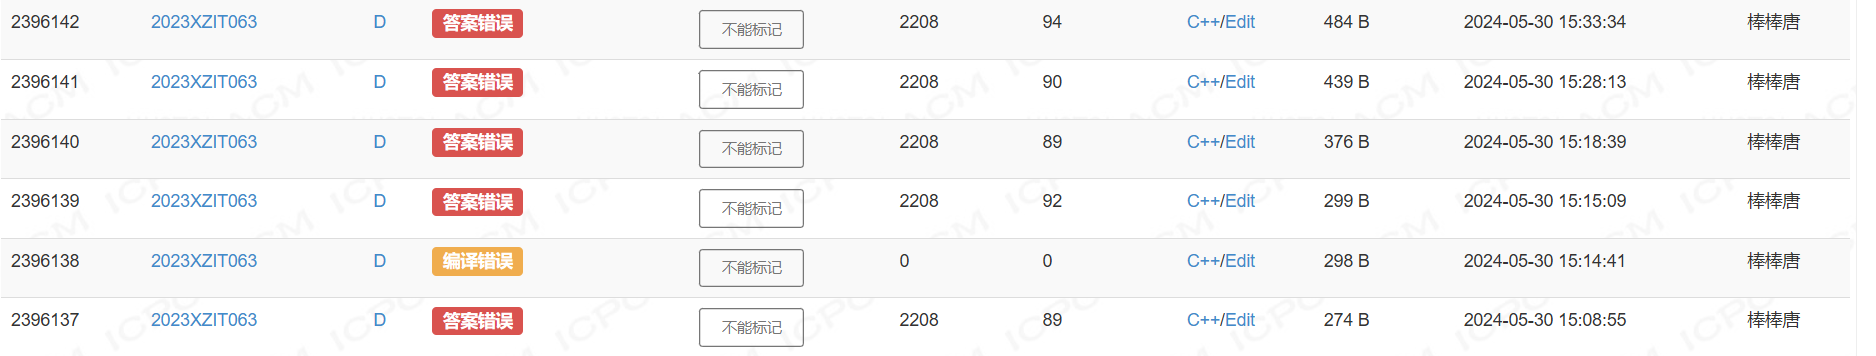 2396142 2023XZIT063 D 答案错误 不能标记 2208 94 C++/Edit 484 B 2024-05-30 15:33:34 棒棒唐
2396141 2023XZIT063 D 答案错误 不能标记 2208 90 C++/Edit 439 B 2024-05-30 15:28:13 棒棒唐
2396140 2023XZIT063 D 答案错误 不能标记 2208 89 C++/Edit 376 B 2024-05-30 15:18:39 棒棒唐
2396139 2023XZIT063 D 答案错误 不能标记 2208 92 C++/Edit 299 B 2024-05-30 15:15:09 棒棒唐
2396138 2023XZIT063 D 编译错误 不能标记 0 0 C++/Edit 298 B 2024-05-30 15:14:41 棒棒唐
2396137 2023XZIT063 D 答案错误 不能标记 2208 89 C++/Edit 274 B 2024-05-30 15:08:55 棒棒唐